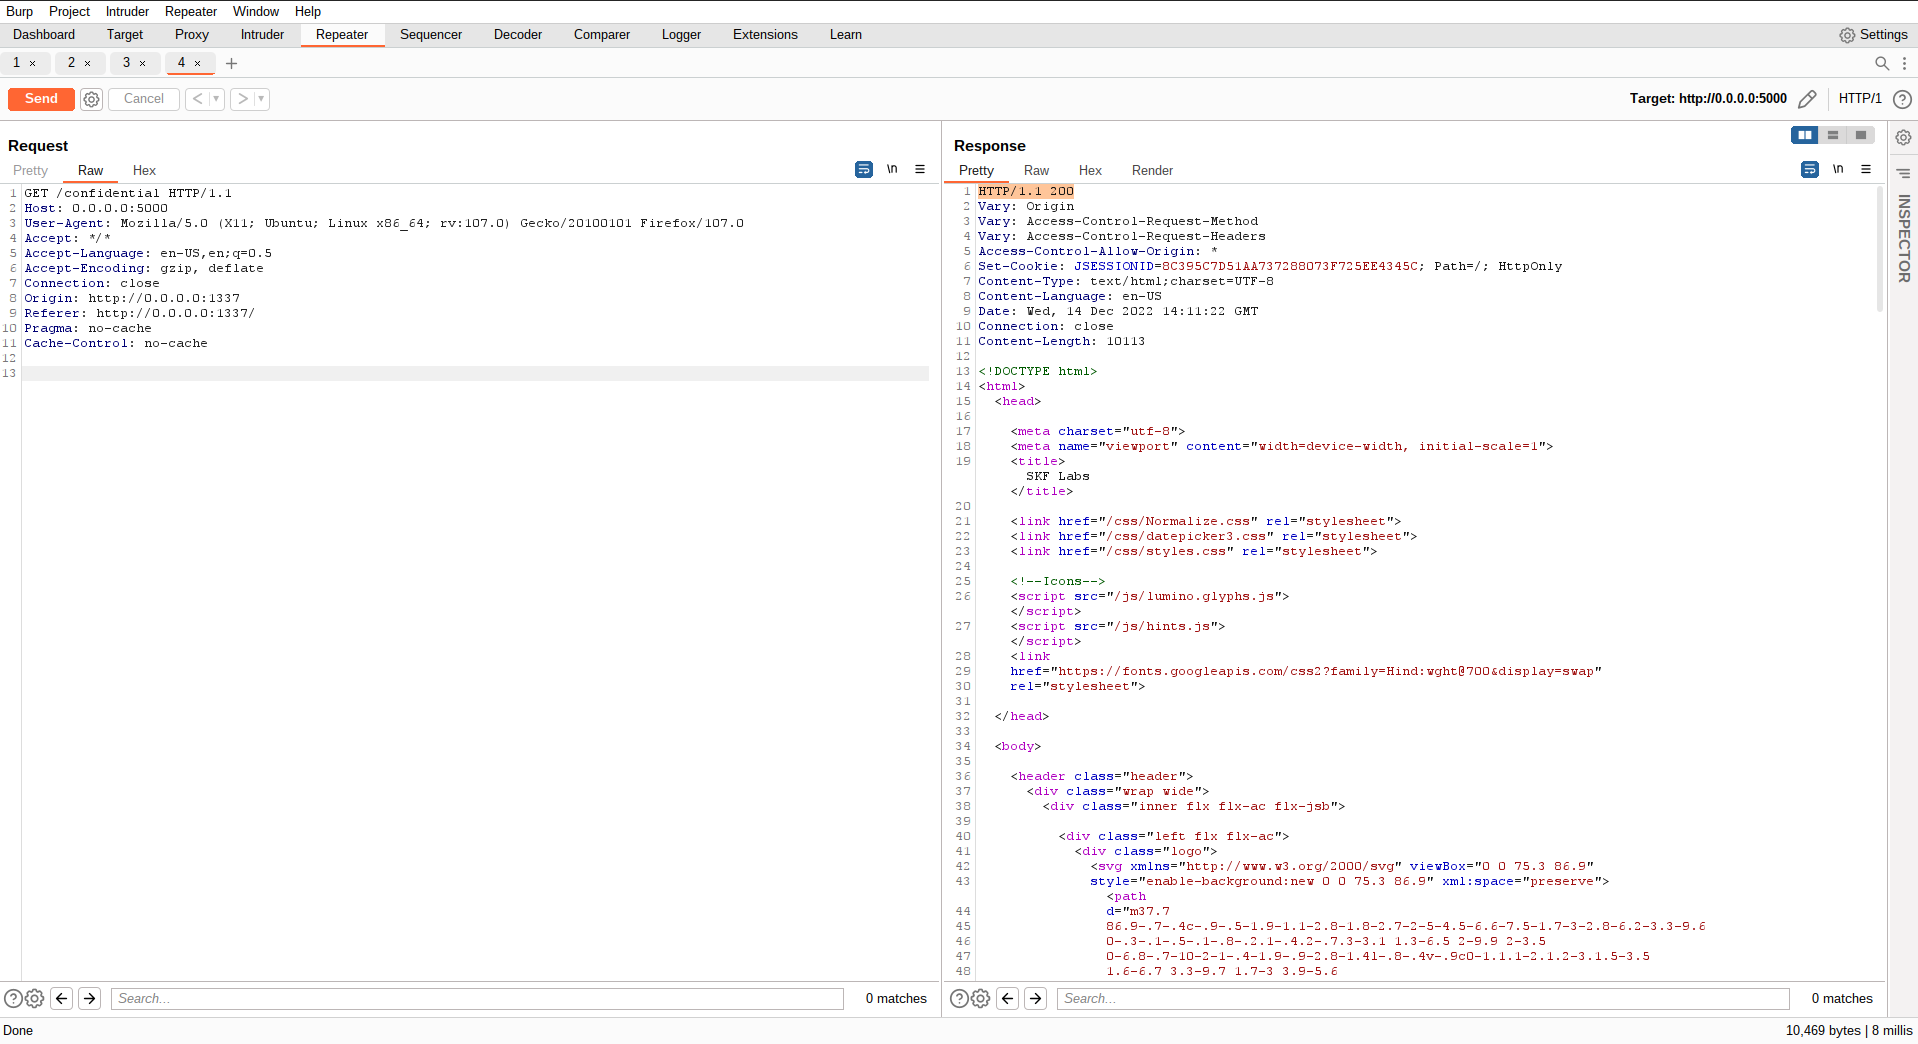 Burp Project Intruder Repeater Window Help
Dashboard Target Proxy Intruder Repeater Sequencer Decoder Comparer Logger Extensions Learn Settings
1 × 2 × 3 × 4 × +
Send Cancel < > Target: http://0.0.0.0:5000 HTTP/1 ?
Request
Pretty Raw Hex \n
1 GET /confidential HTTP/1.1
2 Host: 0.0.0.0:5000
3 User-Agent: Mozilla/5.0 (X11; Ubuntu; Linux x86_64; rv:107.0) Gecko/20100101 Firefox/107.0
4 Accept: */*
5 Accept-Language: en-US,en;q=0.5
6 Accept-Encoding: gzip, deflate
7 Connection: close
8 Origin: http://0.0.0.0:1337
9 Referer: http://0.0.0.0:1337/
10 Pragma: no-cache
11 Cache-Control: no-cache
12
13
? Search... 0 matches
Response
Pretty Raw Hex Render \n
1 HTTP/1.1 200
2 Vary: Origin
3 Vary: Access-Control-Request-Method
4 Vary: Access-Control-Request-Headers
5 Access-Control-Allow-Origin: *
6 Set-Cookie: JSESSIONID=8C395C7D51AA737288073F725EE4345C; Path=/; HttpOnly
7 Content-Type: text/html;charset=UTF-8
8 Content-Language: en-US
9 Date: Wed, 14 Dec 2022 14:11:22 GMT
10 Connection: close
11 Content-Length: 10113
12
13 <!DOCTYPE html>
14 <html>
15 <head>
16
17 <meta charset="utf-8">
18 <meta name="viewport" content="width=device-width, initial-scale=1">
19 <title>
SKF Labs
</title>
20
21 <link href="/css/Normalize.css" rel="stylesheet">
22 <link href="/css/datepicker3.css" rel="stylesheet">
23 <link href="/css/styles.css" rel="stylesheet">
24
25 <!--Icons-->
26 <script src="/js/lumino.glyphs.js">
</script>
27 <script src="/js/hints.js">
</script>
28 <link
29 href="https://fonts.googleapis.com/css2?family=Hind:wght@700&display=swap"
30 rel="stylesheet">
31
32 </head>
33
34 <body>
35
36 <header class="header">
37 <div class="wrap wide">
38 <div class="inner flx flx-ac flx-jsb">
39
40 <div class="left flx flx-ac">
41 <div class="logo">
42 <svg xmlns="http://www.w3.org/2000/svg" viewBox="0 0 75.3 86.9"
43 style="enable-background:new 0 0 75.3 86.9" xml:space="preserve">
<path
44 d="m37.7
45 86.9-.7-.4c-.9-.5-1.9-1.1-2.8-1.8-2.7-2-5-4.5-6.6-7.5-1.7-3-2.8-6.2-3.3-9.6
46 0-.3-.1-.5-.1-.8-.2.1-.4.2-.7.3-3.1 1.3-6.5 2-9.9 2-3.5
47 0-6.8-.7-10-2-1-.4-1.9-.9-2.8-1.4l-.8-.4v-.9c0-1.1.1-2.1.2-3.1.5-3.5
48 1.6-6.7 3.3-9.7 1.7-3 3.9-5.6
? Search... 0 matches
INSPECTOR
Done 10,469 bytes | 8 millis